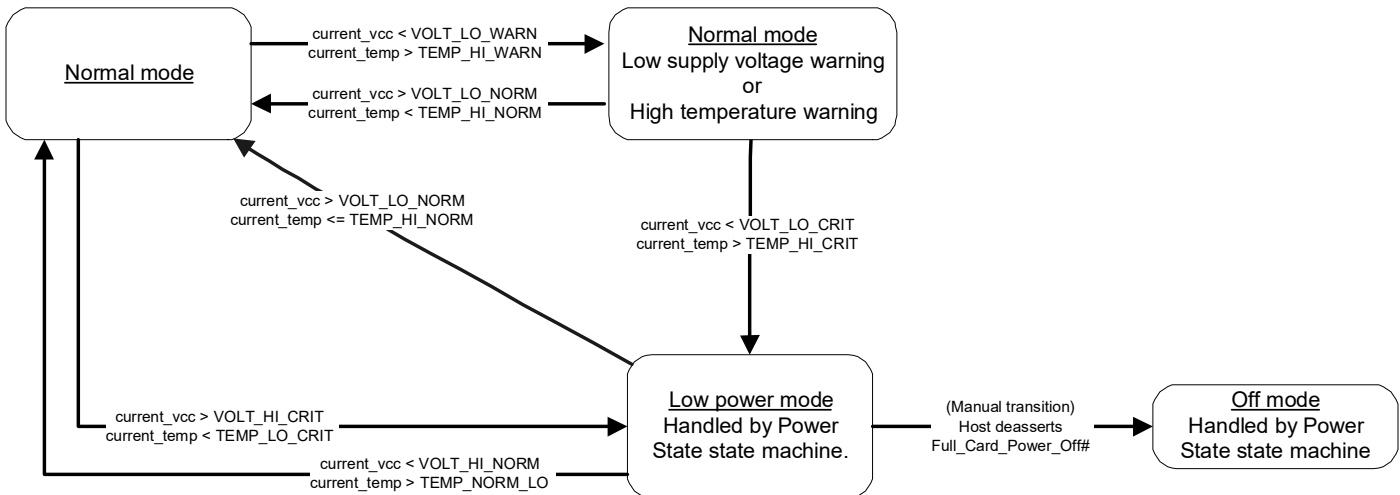 Normal mode
current_vcc < VOLT_LO_WARN
current_temp > TEMP_HI_WARN
current_vcc > VOLT_LO_NORM
current_temp < TEMP_HI_NORM
Normal mode
Low supply voltage warning
or
High temperature warning
current_vcc > VOLT_LO_NORM
current_temp <= TEMP_HI_NORM
current_vcc < VOLT_LO_CRIT
current_temp > TEMP_HI_CRIT
current_vcc > VOLT_HI_CRIT
current_temp < TEMP_LO_CRIT
current_vcc < VOLT_HI_NORM
current_temp > TEMP_NORM_LO
Low power mode
Handled by Power
State state machine.
(Manual transition)
Host deasserts
Full_Card_Power_Off#
Off mode
Handled by Power
State state machine